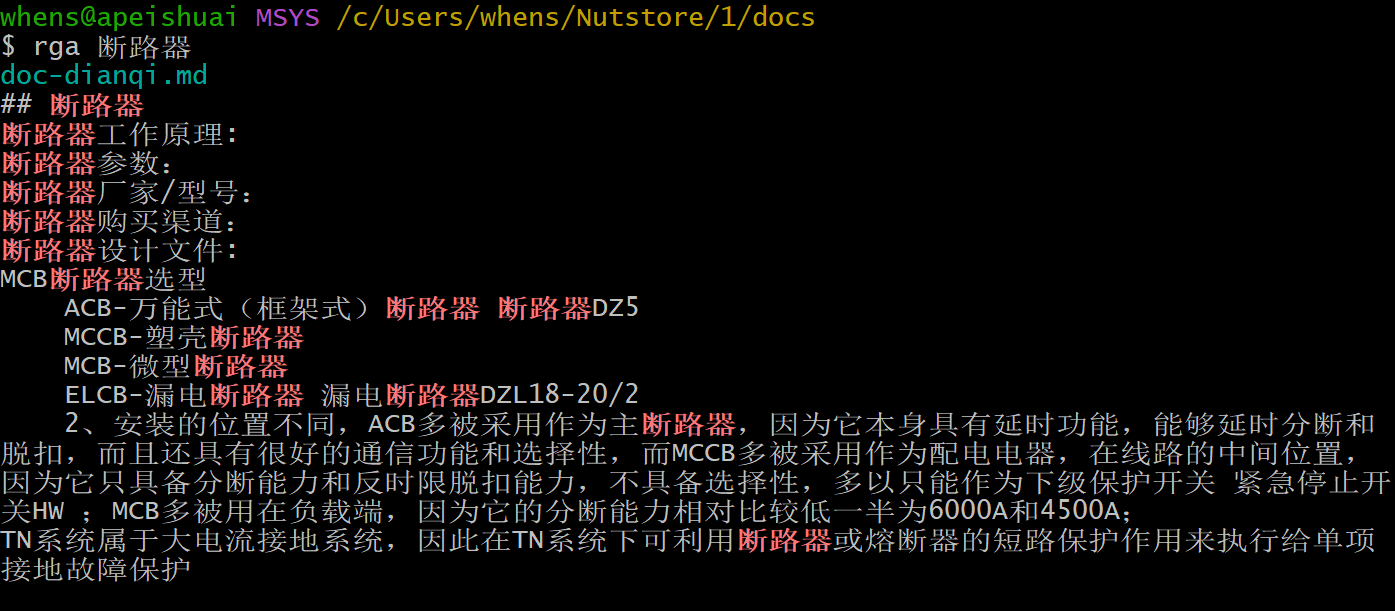 whens@apeishuai MSYS /c/Users/whens/Nutstore/1/docs
$ rga 断路器
doc-dianqi.md
## 断路器
断路器工作原理:
断路器参数：
断路器厂家/型号：
断路器购买渠道：
断路器设计文件:
MCB断路器选型
    ACB-万能式（框架式）断路器 断路器DZ5
    MCCB-塑壳断路器
    MCB-微型断路器
    ELCB-漏电断路器 漏电断路器DZL18-20/2
    2、安装的位置不同，ACB多被采用作为主断路器，因为它本身具有延时功能，能够延时分断和
脱扣，而且还具有很好的通信功能和选择性，而MCCB多被采用作为配电电器，在线路的中间位置，
因为它只具备分断能力和反时限脱扣能力，不具备选择性，多以只能作为下级保护开关 紧急停止开
关HW ；MCB多被用在负载端，因为它的分断能力相对比较低一半为6000A和4500A；
TN系统属于大电流接地系统，因此在TN系统下可利用断路器或熔断器的短路保护作用来执行给单项
接地故障保护